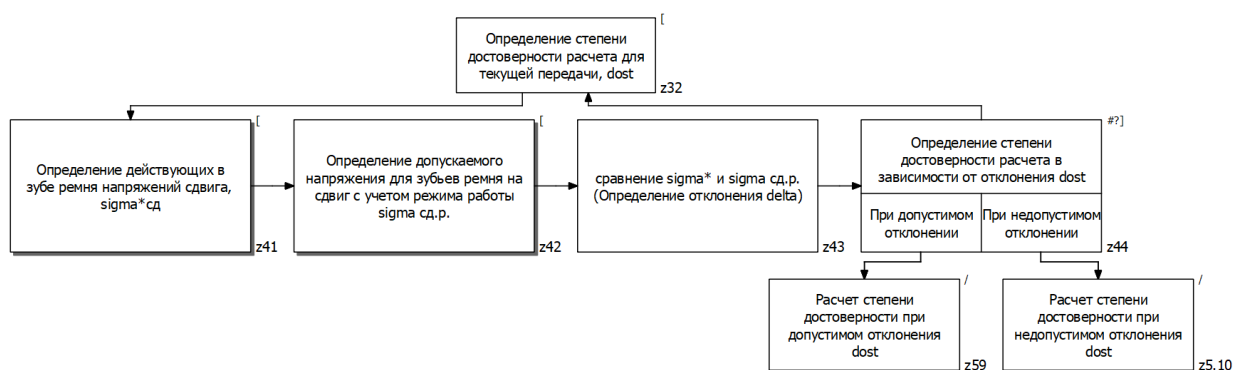 [
Определение степени
достоверности расчета для
текущей передачи, dost
z32
[
Определение действующих в
зубе ремня напряжений сдвига,
sigma*сд
z41
[
Определение допускаемого
напряжения для зубьев ремня на
сдвиг с учетом режима работы
sigma сд.р.
z42
сравнение sigma* и sigma сд.р.
(Определение отклонения delta)
z43
#?]
Определение степени
достоверности расчета в
зависимости от отклонения dost
При допустимом
отклонении
При недопустимом
отклонении
z44
/
Расчет степени
достоверности при
допустимом отклонения
dost
z59
/
Расчет степени
достоверности при
недопустимом отклонения
dost
z5.10